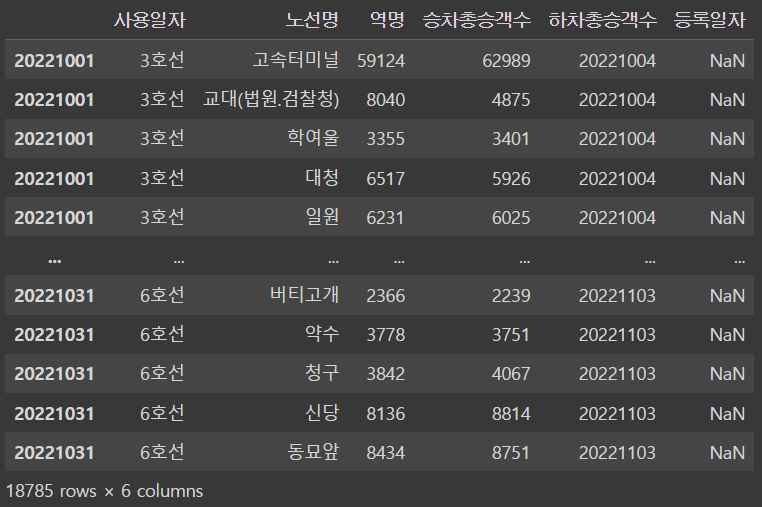 사용일자 노선명 역명 승차총승객수 하차총승객수 등록일자
20221001 3호선 고속터미널 59124 62989 20221004 NaN
20221001 3호선 교대(법원.검찰청) 8040 4875 20221004 NaN
20221001 3호선 학여울 3355 3401 20221004 NaN
20221001 3호선 대청 6517 5926 20221004 NaN
20221001 3호선 일원 6231 6025 20221004 NaN
... ... ... ... ... ... ...
20221031 6호선 버티고개 2366 2239 20221103 NaN
20221031 6호선 약수 3778 3751 20221103 NaN
20221031 6호선 청구 3842 4067 20221103 NaN
20221031 6호선 신당 8136 8814 20221103 NaN
20221031 6호선 동묘앞 8434 8751 20221103 NaN
18785 rows × 6 columns